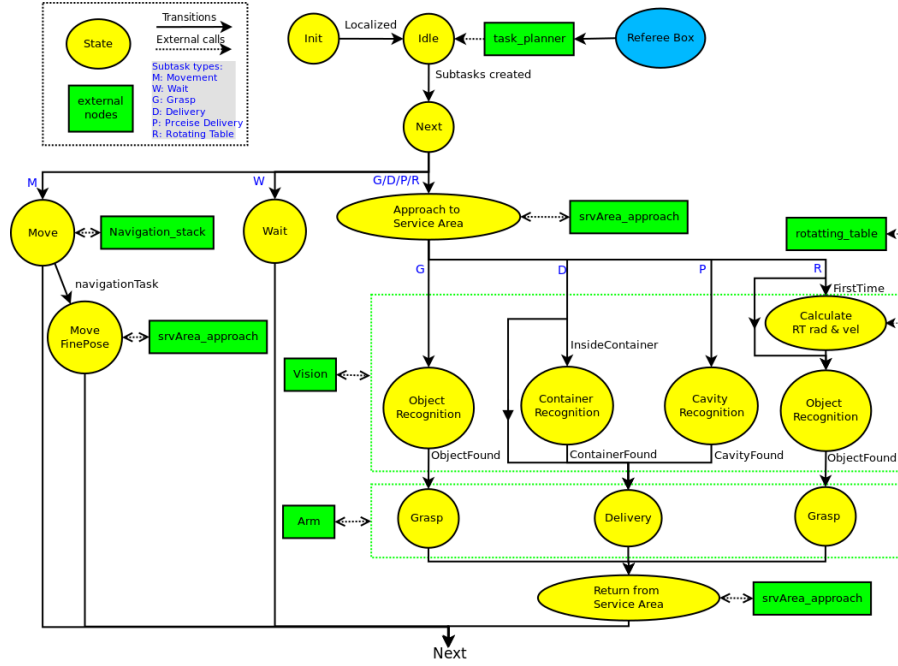 State
Transitions
External calls
Subtask types:
M: Movement
W: Wait
G: Grasp
D: Delivery
P: Prceise Delivery
R: Rotating Table
external
nodes
Init
Localized
Idle
task_planner
Referee Box
Subtasks created
Next
M
W
G/D/P/R
Move
Navigation_stack
Wait
Approach to
Service Area
srvArea_approach
rotatting_table
navigationTask
G
D
P
R
FirstTime
Move
FinePose
srvArea_approach
Calculate
RT rad & vel
InsideContainer
Vision
Object
Recognition
Container
Recognition
Cavity
Recognition
Object
Recognition
ObjectFound
ContainerFound
CavityFound
ObjectFound
Arm
Grasp
Delivery
Grasp
Return from
Service Area
srvArea_approach
Next